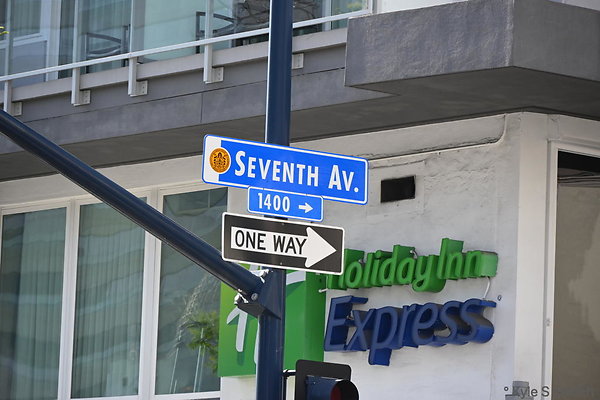 SEVENTH AV.
1400 →
ONE WAY
Holiday Inn
Express